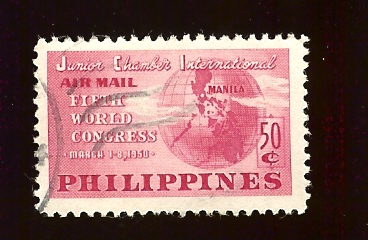 Junior Chamber International
AIR MAIL
FIFTH
WORLD
CONGRESS
· MARCH 1-8, 1950 ·
MANILA
50
¢
PHILIPPINES